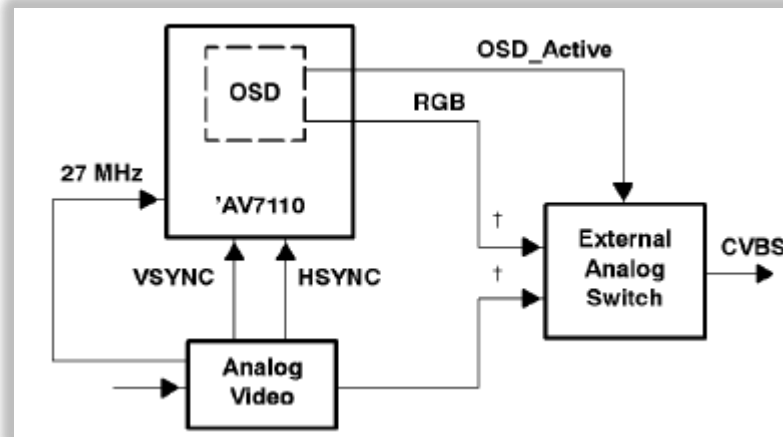 OSD_Active
OSD
RGB
27 MHz
'AV7110
†
External
Analog
Switch
CVBS
†
VSYNC
HSYNC
Analog
Video